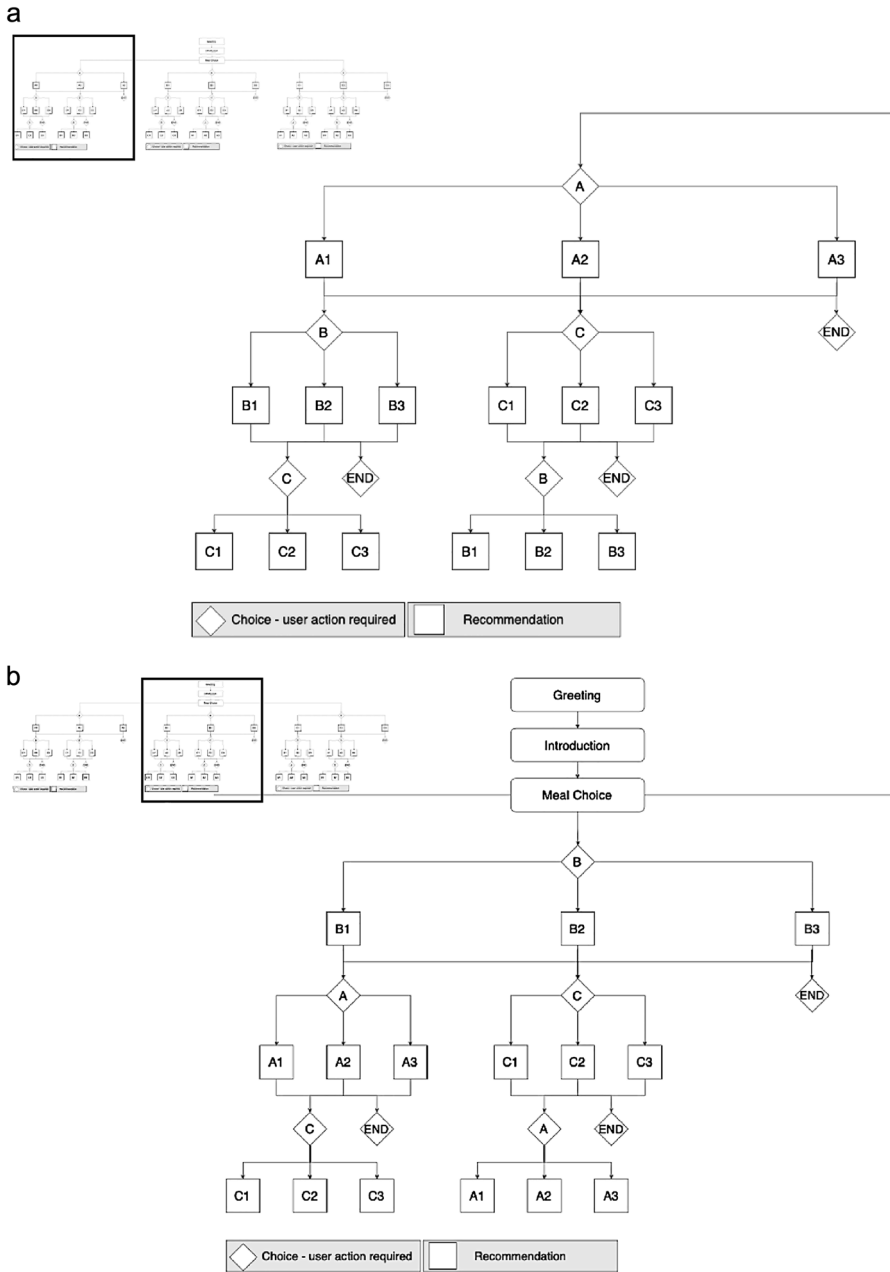 a
A
A1 A2 A3
B C END
B1 B2 B3 C1 C2 C3
C END B END
C1 C2 C3 B1 B2 B3
Choice - user action required Recommendation
b
Greeting
Introduction
Meal Choice
B
B1 B2 B3
A C END
A1 A2 A3 C1 C2 C3
C END A END
C1 C2 C3 A1 A2 A3
Choice - user action required Recommendation